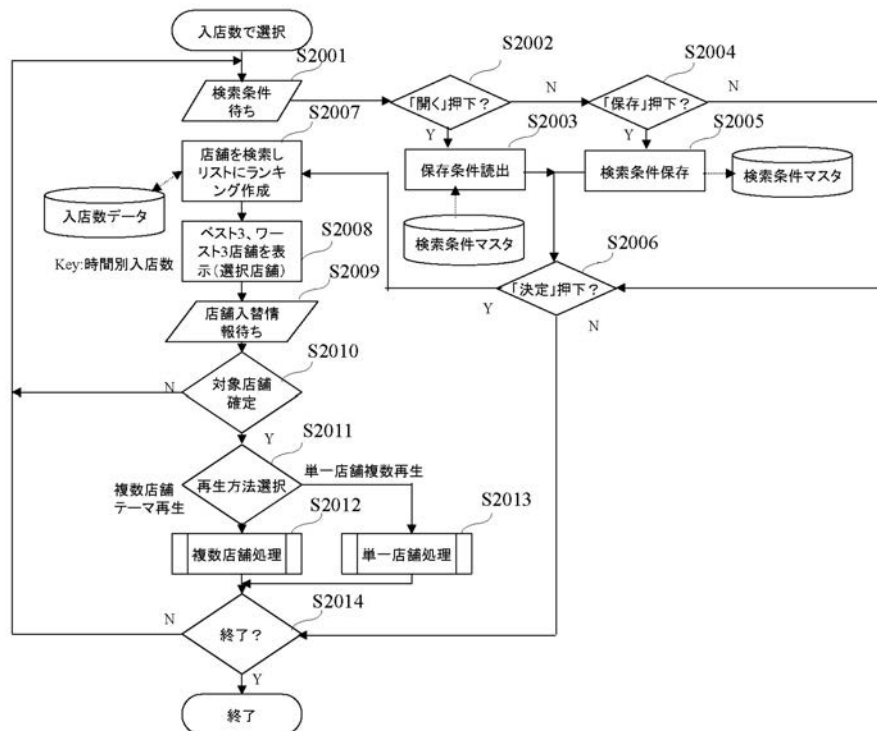 入店数で選択
S2001
検索条件
待ち
S2002
「開く」押下？
N
Y
S2004
「保存」押下？
N
Y
S2003
保存条件読出
S2005
検索条件保存
検索条件マスタ
検索条件マスタ
S2006
「決定」押下？
Y
N
S2007
店舗を検索し
リストにランキ
ング作成
入店数データ
Key:時間別入店数
S2008
ベスト3、ワー
スト3店舗を表
示（選択店舗）
S2009
店舗入替情
報待ち
S2010
対象店舗
確定
N
Y
S2011
再生方法選択
複数店舗
テーマ再生
単一店舗複数再生
S2012
複数店舗処理
S2013
単一店舗処理
S2014
終了？
N
Y
終了